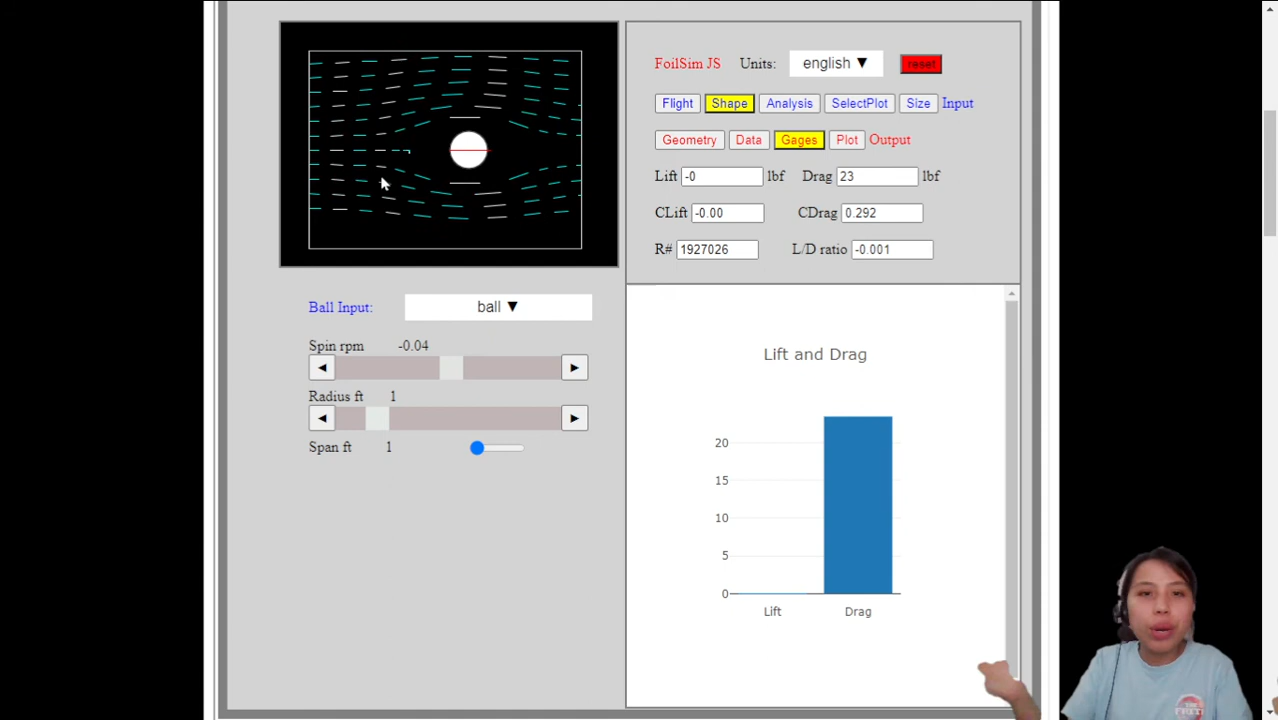 FoilSim JS Units: english ▼ reset
Flight Shape Analysis SelectPlot Size Input
Geometry Data Gages Plot Output
Lift -0 lbf Drag 23 lbf
CLift -0.00 CDrag 0.292
R# 1927026 L/D ratio -0.001
Ball Input: ball ▼
Spin rpm -0.04
Radius ft 1
Span ft 1
Lift and Drag
20
15
10
5
0
Lift Drag